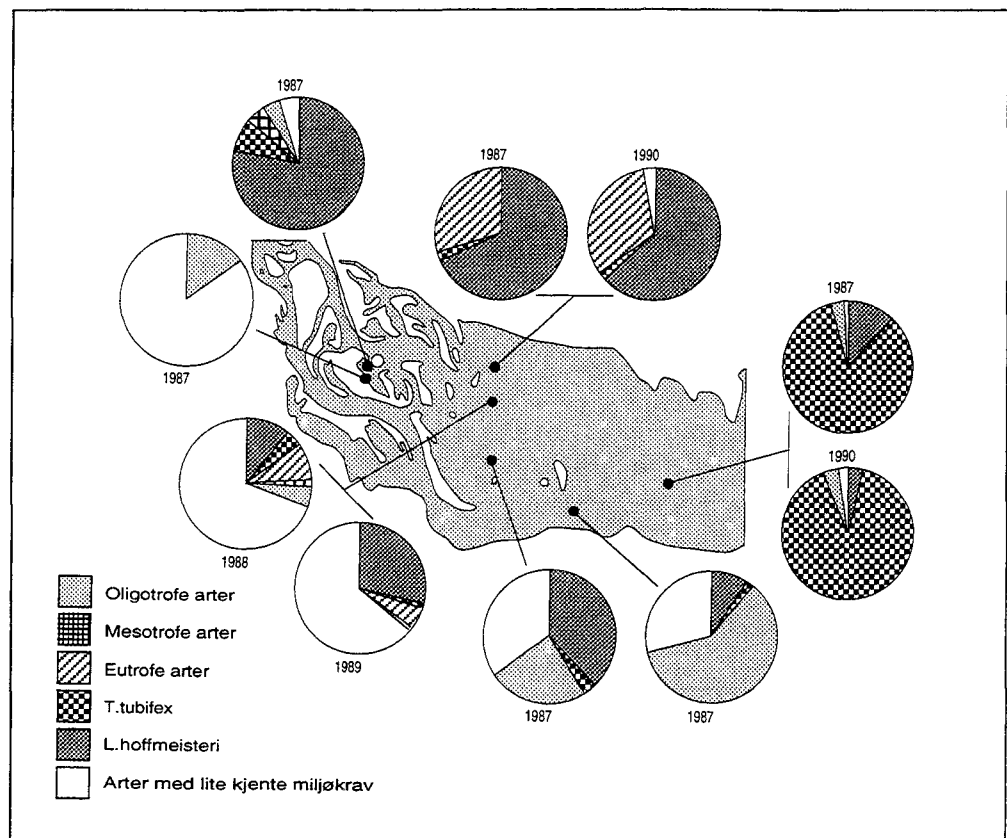 1987
1987
1990
1987
1987
1990
1988
1989
1987
1987
Oligotrofe arter
Mesotrofe arter
Eutrofe arter
T.tubifex
L.hoffmeisteri
Arter med lite kjente miljøkrav